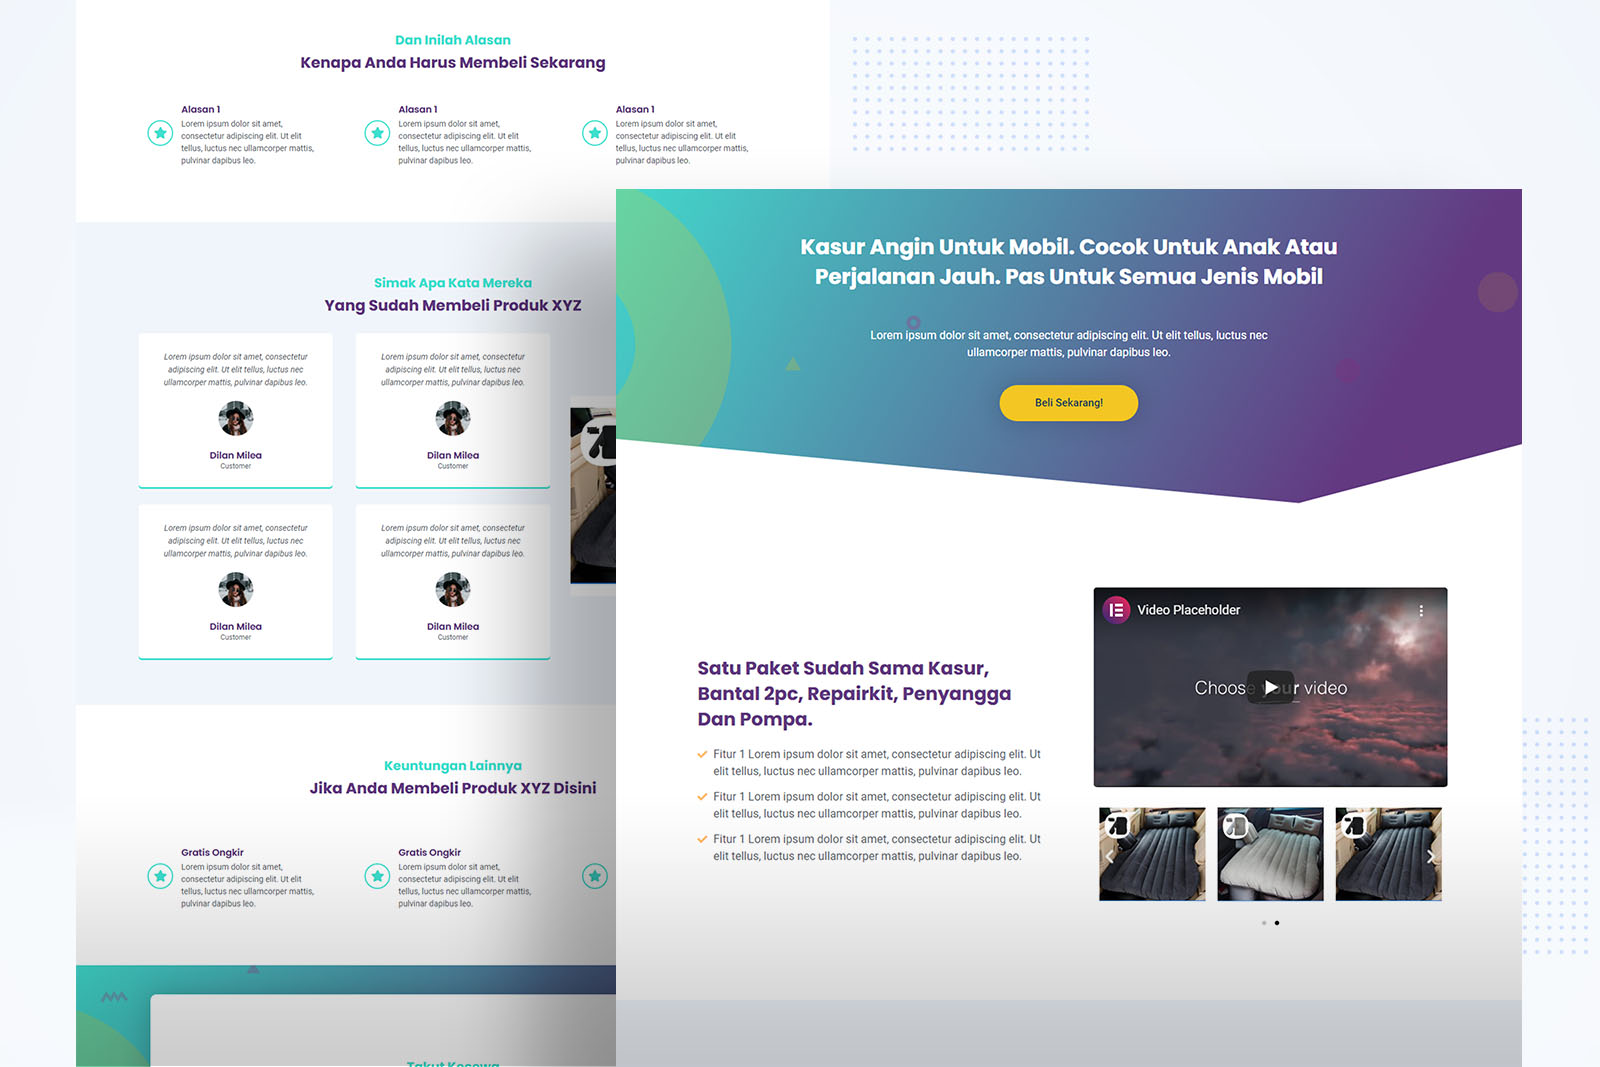 Dan Inilah Alasan
Kenapa Anda Harus Membeli Sekarang
Alasan 1
Lorem ipsum dolor sit amet,
consectetur adipiscing elit. Ut elit
tellus, luctus nec ullamcorper mattis,
pulvinar dapibus leo.
Alasan 1
Lorem ipsum dolor sit amet,
consectetur adipiscing elit. Ut elit
tellus, luctus nec ullamcorper mattis,
pulvinar dapibus leo.
Alasan 1
Lorem ipsum dolor sit amet,
consectetur adipiscing elit. Ut elit
tellus, luctus nec ullamcorper mattis,
pulvinar dapibus leo.
Simak Apa Kata Mereka
Yang Sudah Membeli Produk XYZ
Lorem ipsum dolor sit amet, consectetur
adipiscing elit. Ut elit tellus, luctus nec
ullamcorper mattis, pulvinar dapibus leo.
Dilan Milea
Customer
Lorem ipsum dolor sit amet, consectetur
adipiscing elit. Ut elit tellus, luctus nec
ullamcorper mattis, pulvinar dapibus leo.
Dilan Milea
Customer
Lorem ipsum dolor sit amet, consectetur
adipiscing elit. Ut elit tellus, luctus nec
ullamcorper mattis, pulvinar dapibus leo.
Dilan Milea
Customer
Lorem ipsum dolor sit amet, consectetur
adipiscing elit. Ut elit tellus, luctus nec
ullamcorper mattis, pulvinar dapibus leo.
Dilan Milea
Customer
Keuntungan Lainnya
Jika Anda Membeli Produk XYZ Disini
Gratis Ongkir
Lorem ipsum dolor sit amet,
consectetur adipiscing elit. Ut elit
tellus, luctus nec ullamcorper mattis,
pulvinar dapibus leo.
Gratis Ongkir
Lorem ipsum dolor sit amet,
consectetur adipiscing elit. Ut elit
tellus, luctus nec ullamcorper mattis,
pulvinar dapibus leo.
Takut Kecewa
Kasur Angin Untuk Mobil. Cocok Untuk Anak Atau
Perjalanan Jauh. Pas Untuk Semua Jenis Mobil
Lorem ipsum dolor sit amet, consectetur adipiscing elit. Ut elit tellus, luctus nec
ullamcorper mattis, pulvinar dapibus leo.
Beli Sekarang!
Satu Paket Sudah Sama Kasur,
Bantal 2pc, Repairkit, Penyangga
Dan Pompa.
Fitur 1 Lorem ipsum dolor sit amet, consectetur adipiscing elit. Ut
elit tellus, luctus nec ullamcorper mattis, pulvinar dapibus leo.
Fitur 1 Lorem ipsum dolor sit amet, consectetur adipiscing elit. Ut
elit tellus, luctus nec ullamcorper mattis, pulvinar dapibus leo.
Fitur 1 Lorem ipsum dolor sit amet, consectetur adipiscing elit. Ut
elit tellus, luctus nec ullamcorper mattis, pulvinar dapibus leo.
Video Placeholder
Choose your video